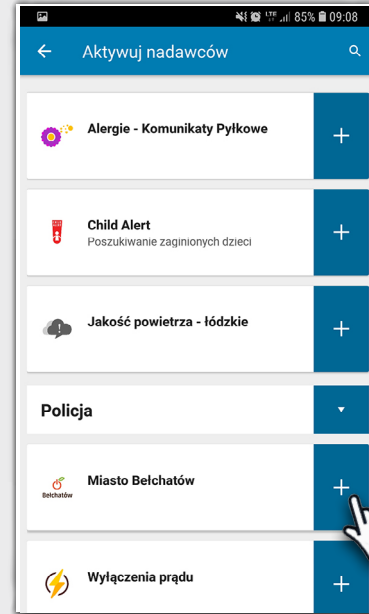 LTE 85% 09:08
Aktywuj nadawców
Alergie - Komunikaty Pyłkowe
Child Alert
Poszukiwanie zaginionych dzieci
Jakość powietrza - łódzkie
Policja
Miasto Bełchatów
Bełchatów
Wyłączenia prądu